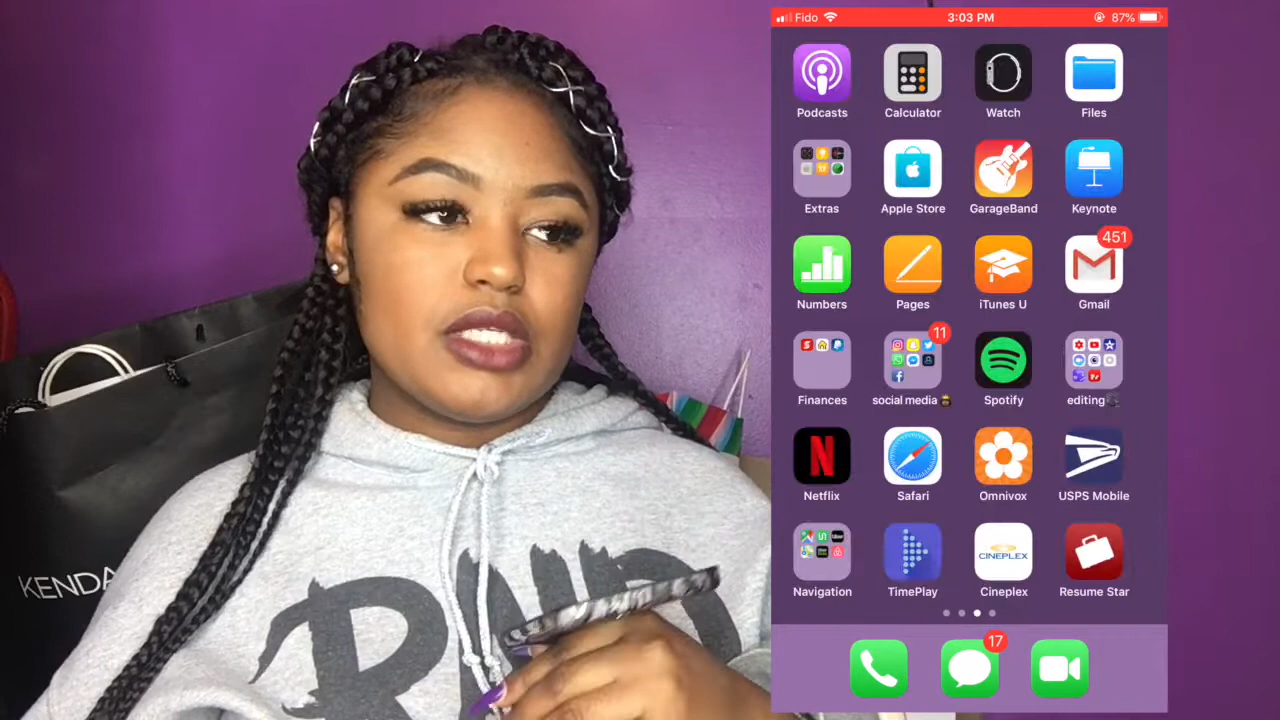 Fido 3:03 PM 87%
Podcasts Calculator Watch Files
Extras Apple Store GarageBand Keynote
451
Numbers Pages iTunes U Gmail
11
Finances social media Spotify editing
Netflix Safari Omnivox USPS Mobile
CINEPLEX
Navigation TimePlay Cineplex Resume Star
17
KENDA
RND